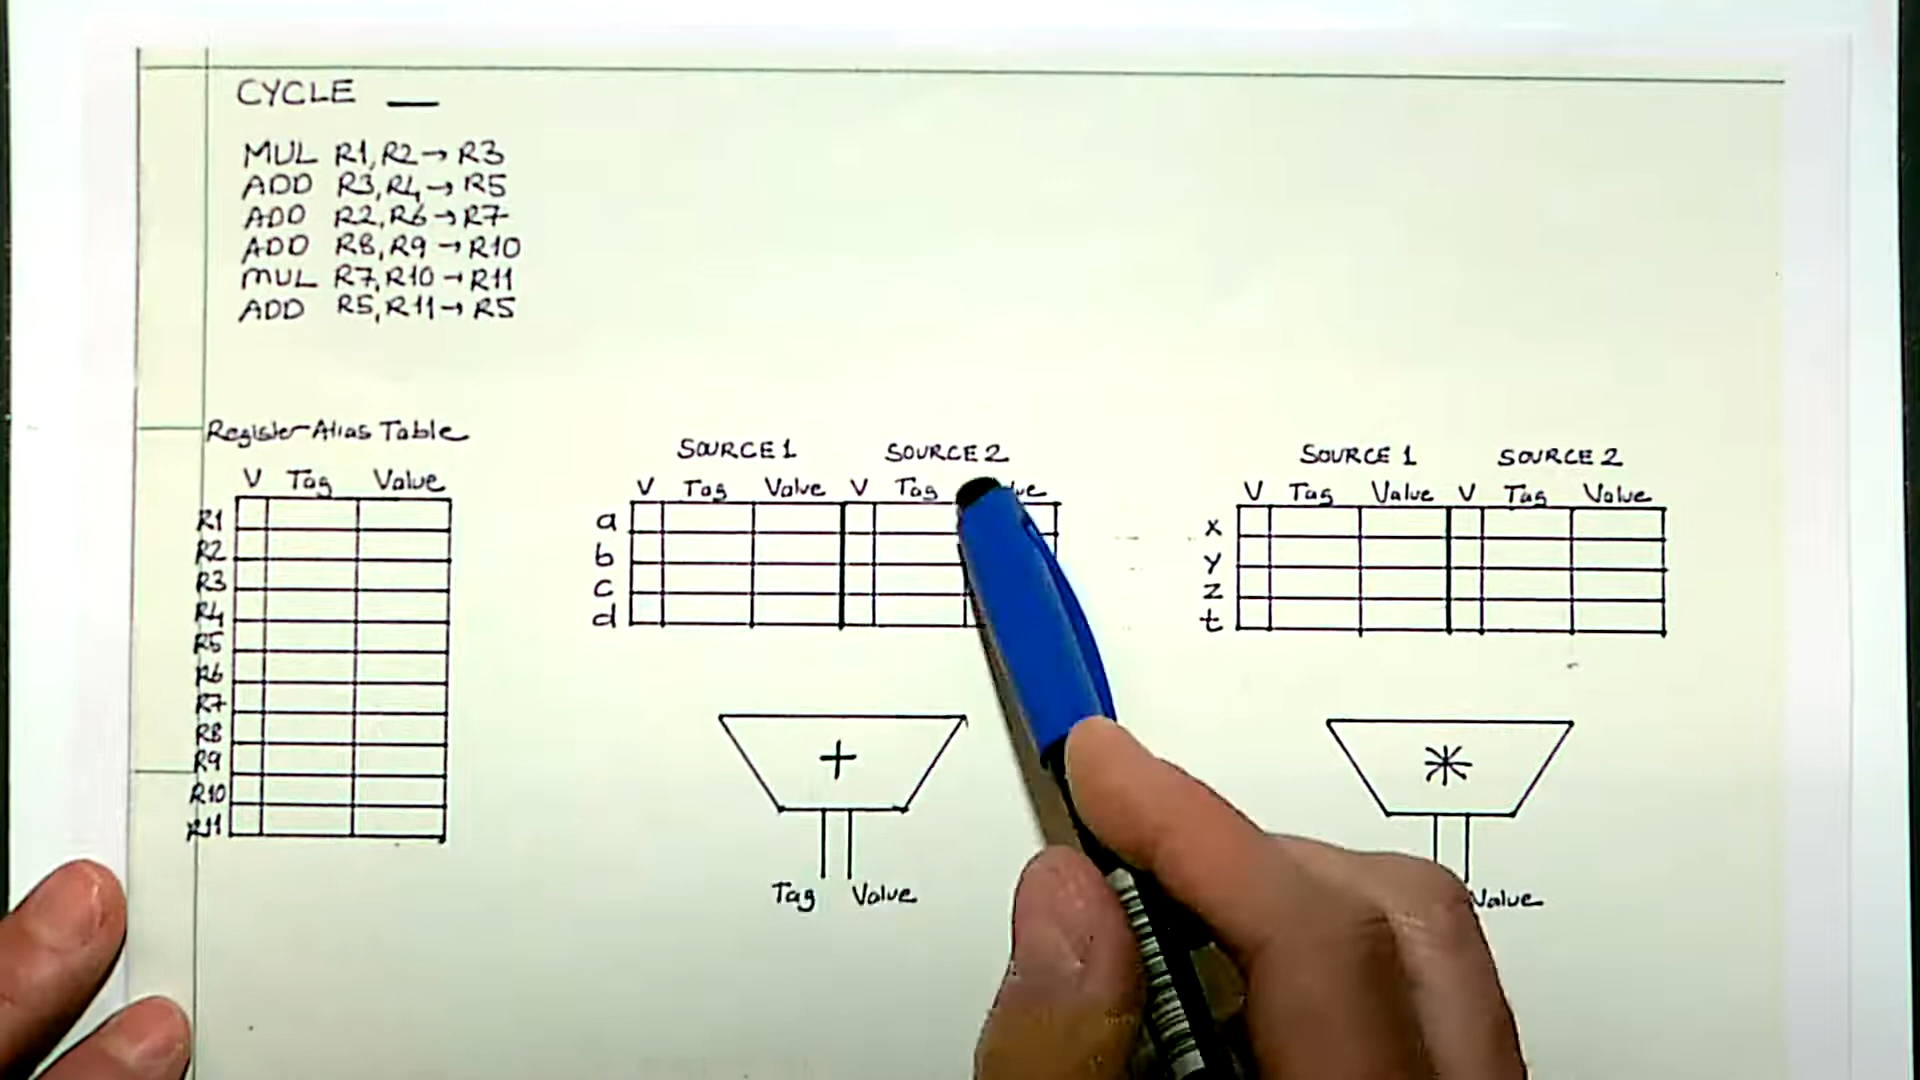 CYCLE __
MUL R1, R2 → R3
ADD R3, R4 → R5
ADD R2, R6 → R7
ADD R8, R9 → R10
MUL R7, R10 → R11
ADD R5, R11 → R5
Register Alias Table
V Tag Value
R1
R2
R3
R4
R5
R6
R7
R8
R9
R10
R11
SOURCE 1 SOURCE 2
V Tag Value V Tag
a
b
c
d
+
Tag Value
SOURCE 1 SOURCE 2
V Tag Value V Tag Value
x
y
z
t
*
Value